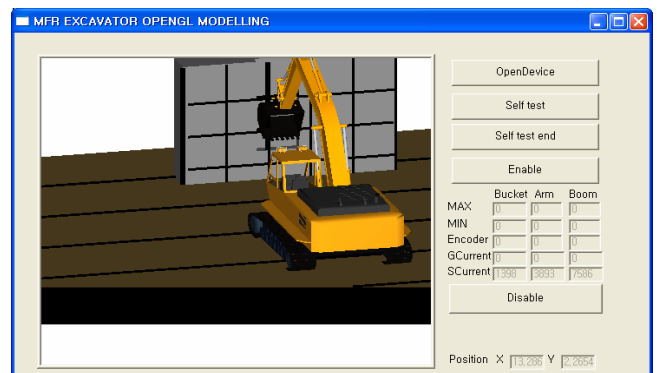 MFR EXCAVATOR OPENGL MODELLING
OpenDevice
Self test
Self test end
Enable
Bucket Arm Boom
MAX 0 0 0
MIN 0 0 0
Encoder 0 0 0
GCurrent 0 0 0
SCurrent 1398 3893 7586
Disable
Position X 13,286 Y 2,2654